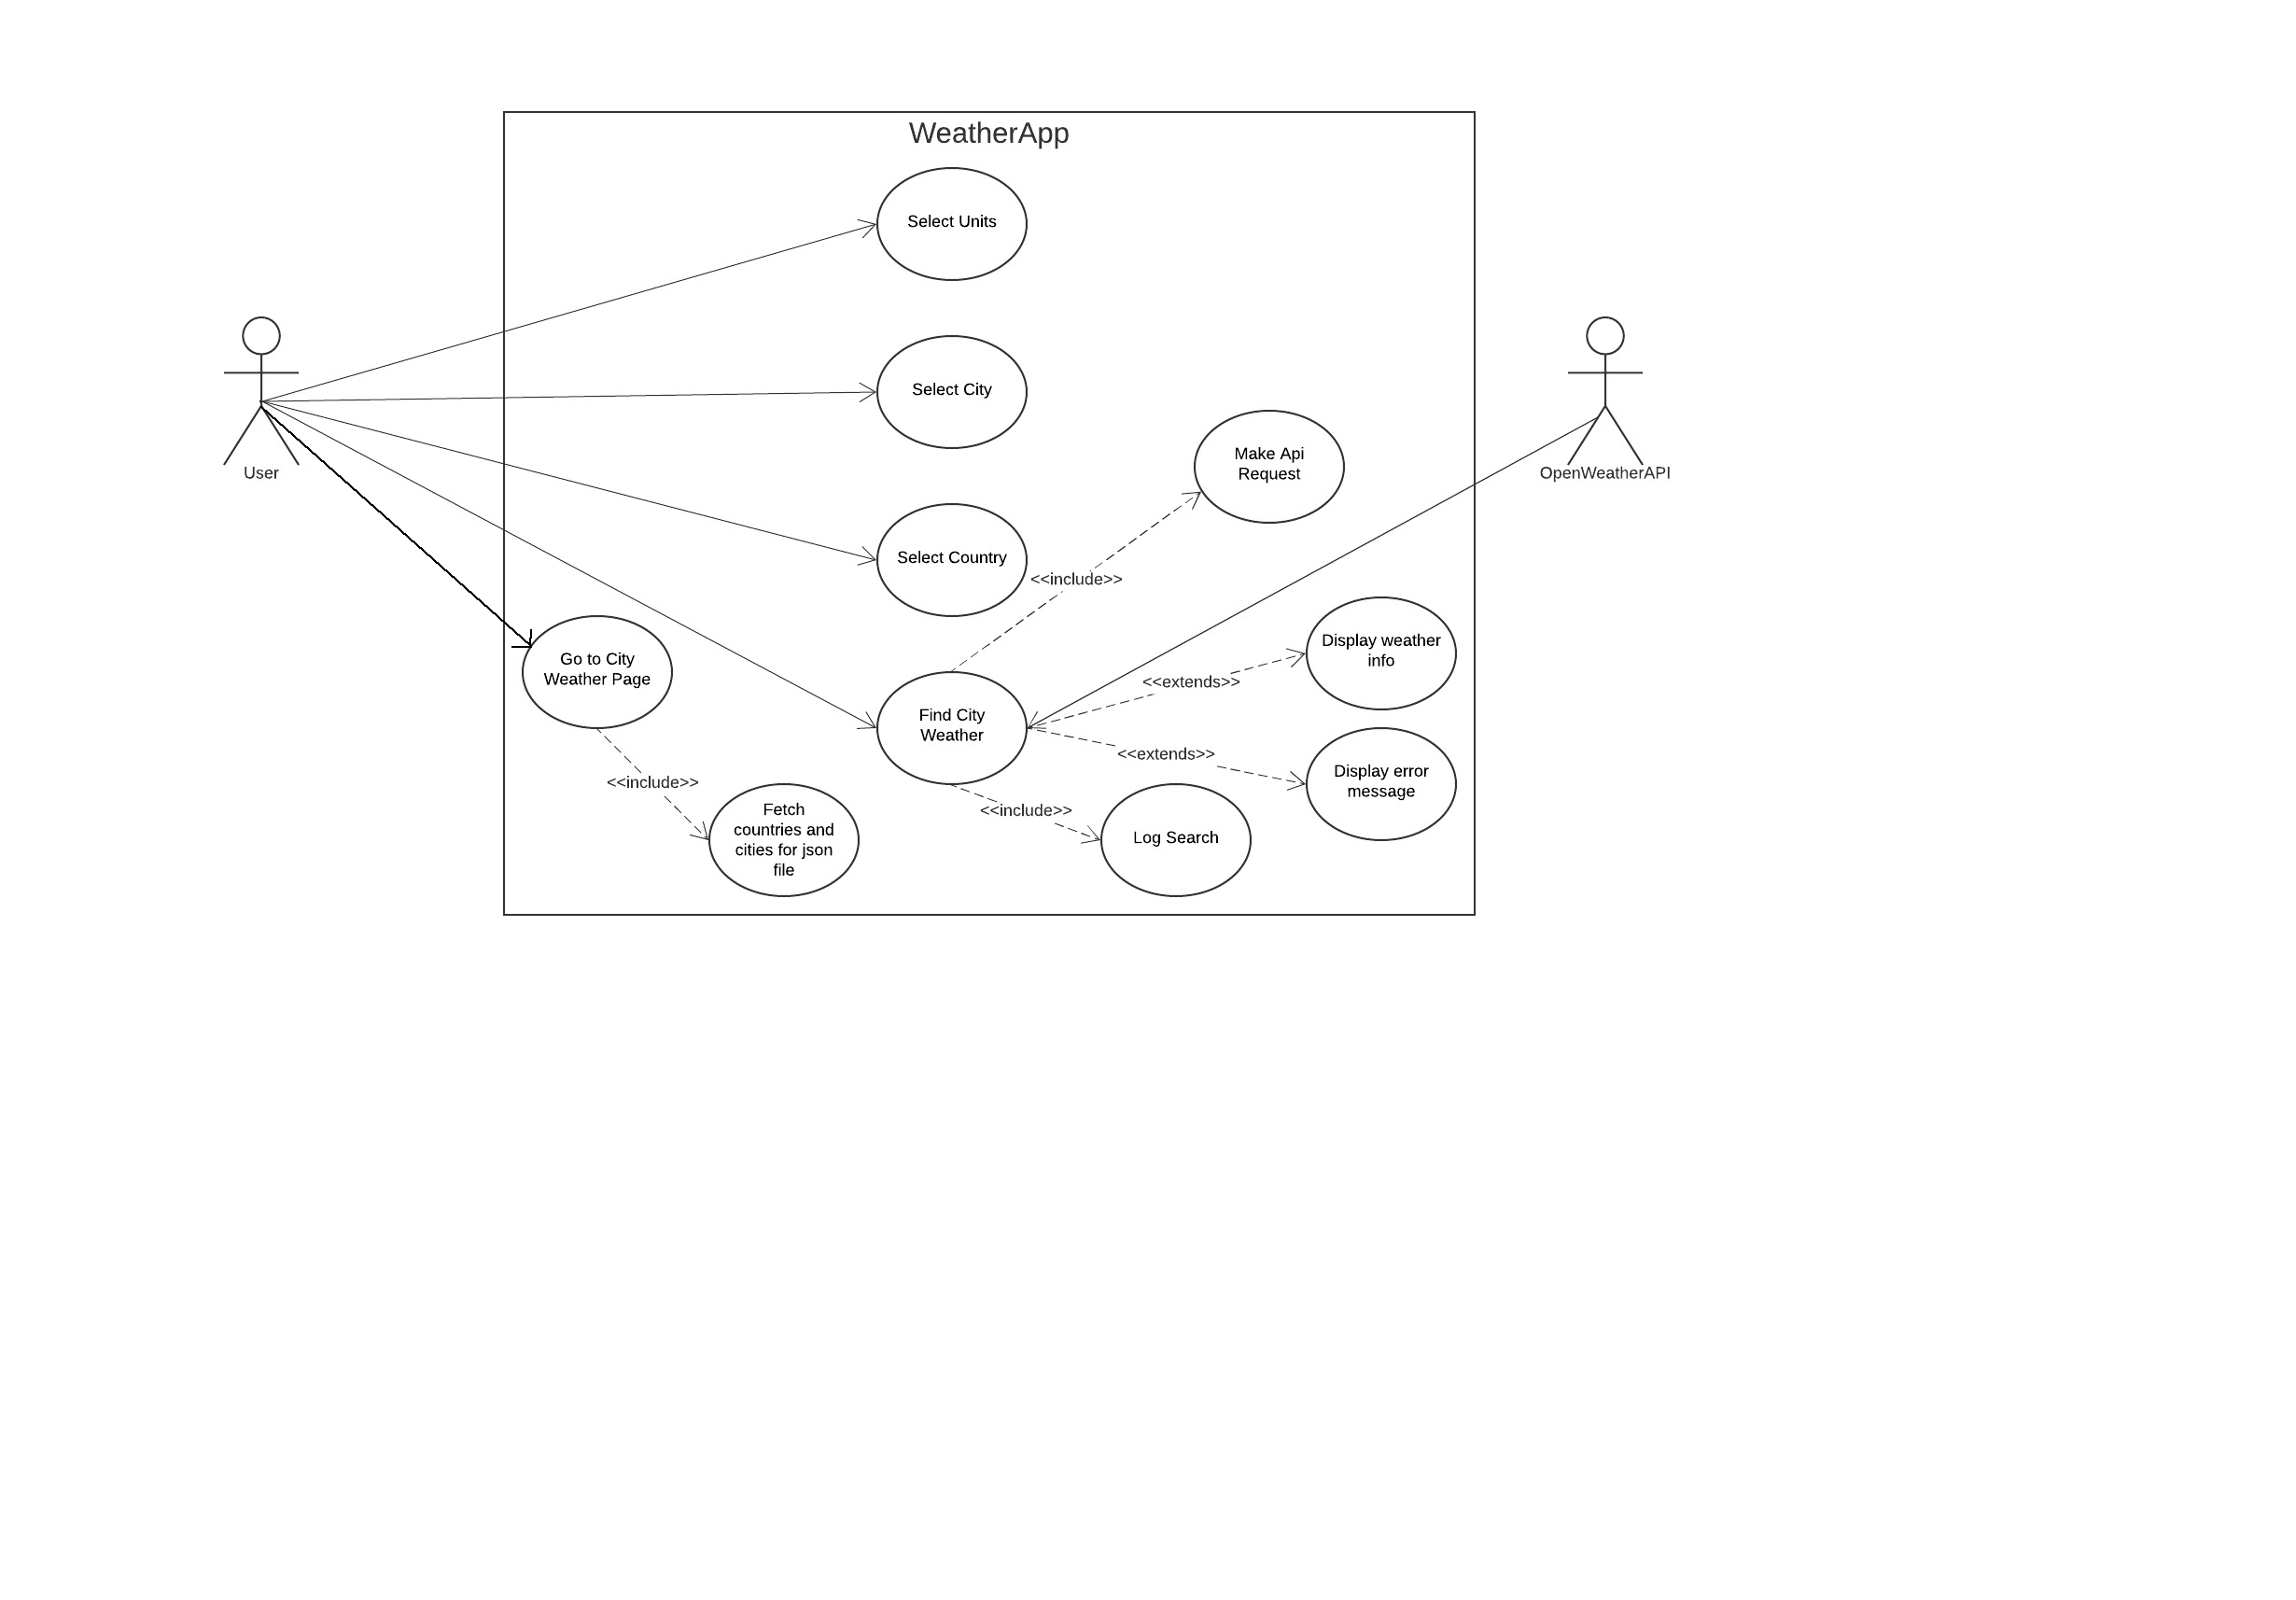 WeatherApp
Select Units
Select City
Make Api
Request
User
OpenWeatherAPI
Select Country
<<include>>
Display weather
info
Go to City
Weather Page
<<extends>>
Find City
Weather
<<extends>>
Display error
message
<<include>>
<<include>>
Fetch
countries and
cities for json
file
Log Search